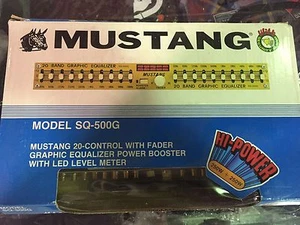 MUSTANG
20 BAND GRAPHIC EQUALIZER
20 BAND GRAPHIC EQUALIZER
MUSTANG
MODEL SQ-500G
HI-POWER
MUSTANG 20-CONTROL WITH FADER
GRAPHIC EQUALIZER POWER BOOSTER
WITH LED LEVEL METER